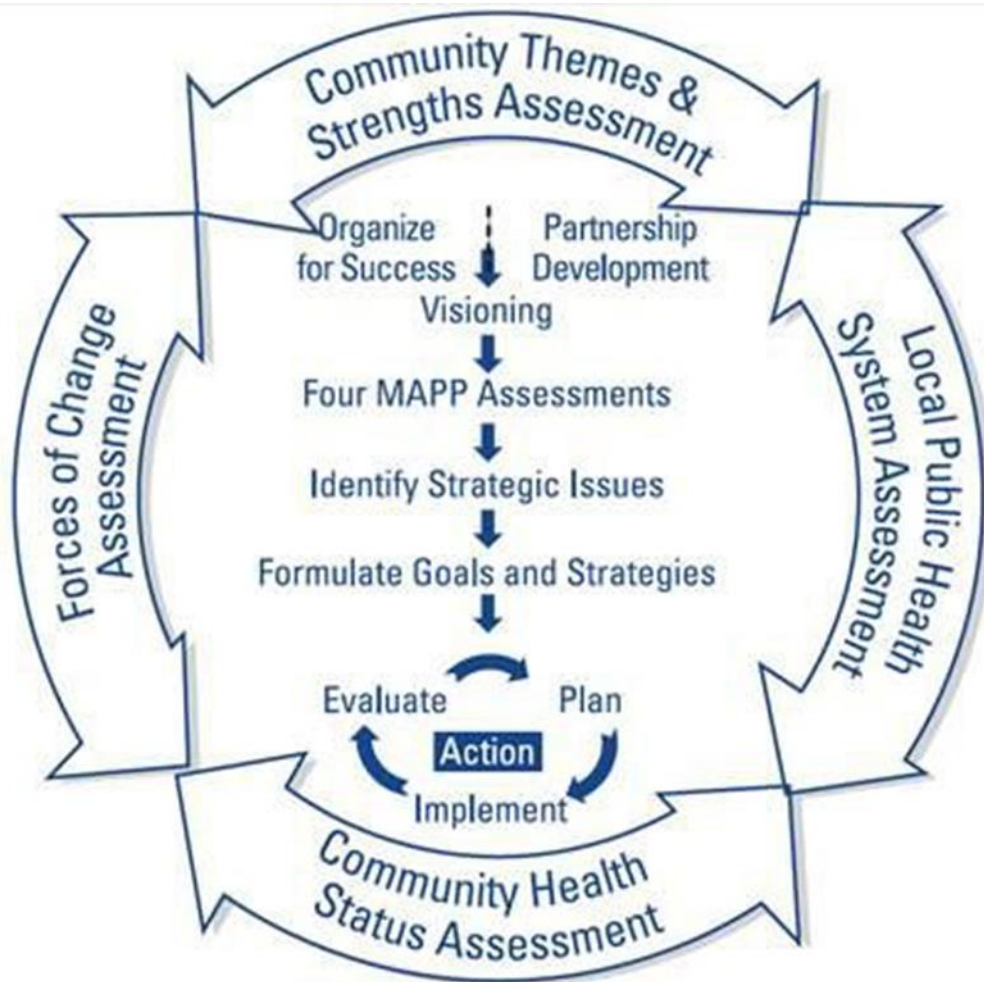 Community Themes &
Strengths Assessment
Organize
for Success
Partnership
Development
Visioning
Four MAPP Assessments
Identify Strategic Issues
Formulate Goals and Strategies
Evaluate
Plan
Action
Implement
Forces of Change
Assessment
Local Public Health
System Assessment
Community Health
Status Assessment